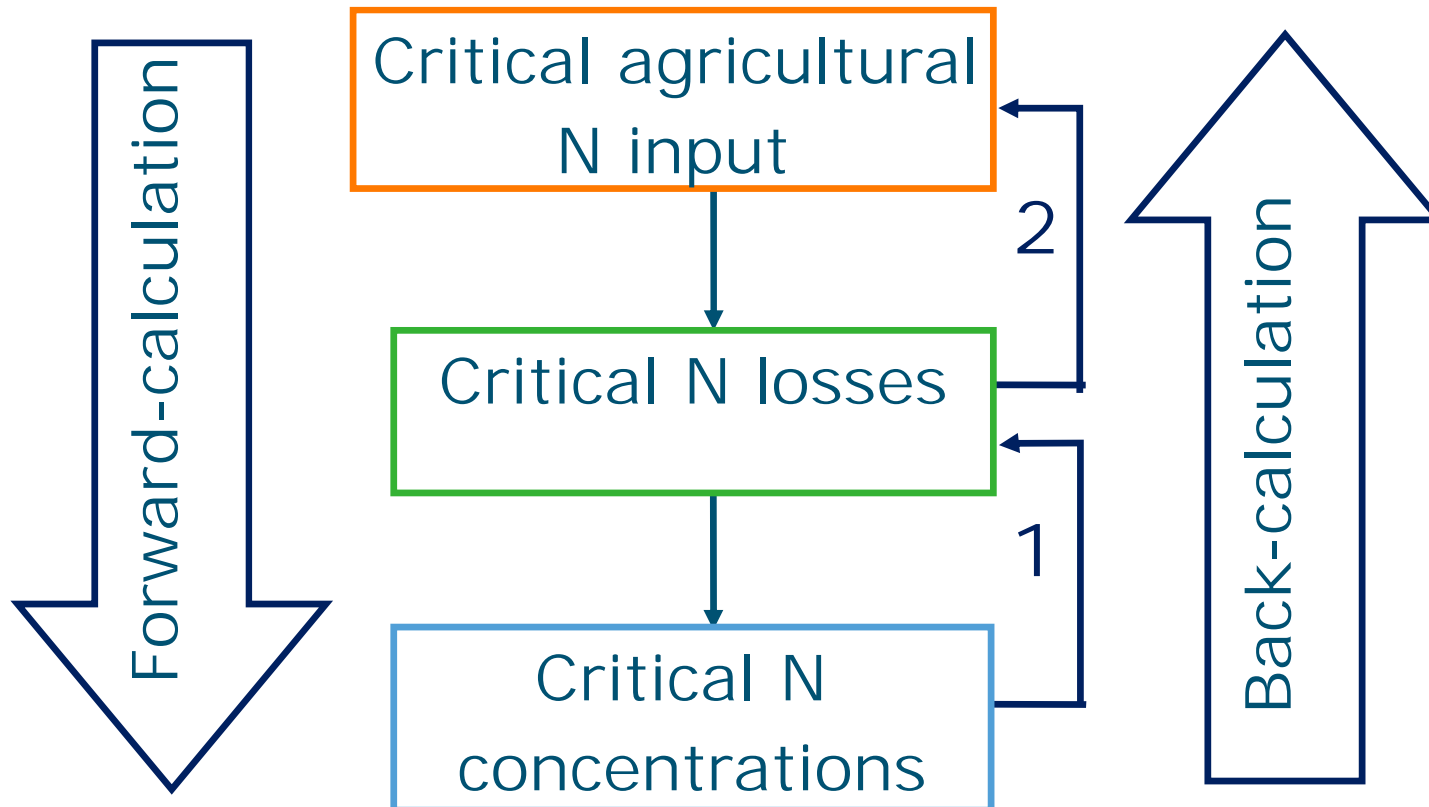 Forward-calculation
Critical agricultural
N input
2
Critical N losses
1
Critical N
concentrations
Back-calculation